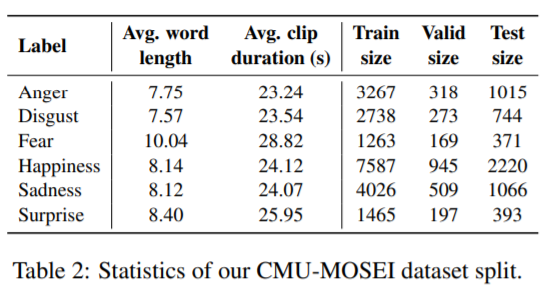 Label Avg. word length Avg. clip duration (s) Train size Valid size Test size
Anger 7.75 23.24 3267 318 1015
Disgust 7.57 23.54 2738 273 744
Fear 10.04 28.82 1263 169 371
Happiness 8.14 24.12 7587 945 2220
Sadness 8.12 24.07 4026 509 1066
Surprise 8.40 25.95 1465 197 393
Table 2: Statistics of our CMU-MOSEI dataset split.